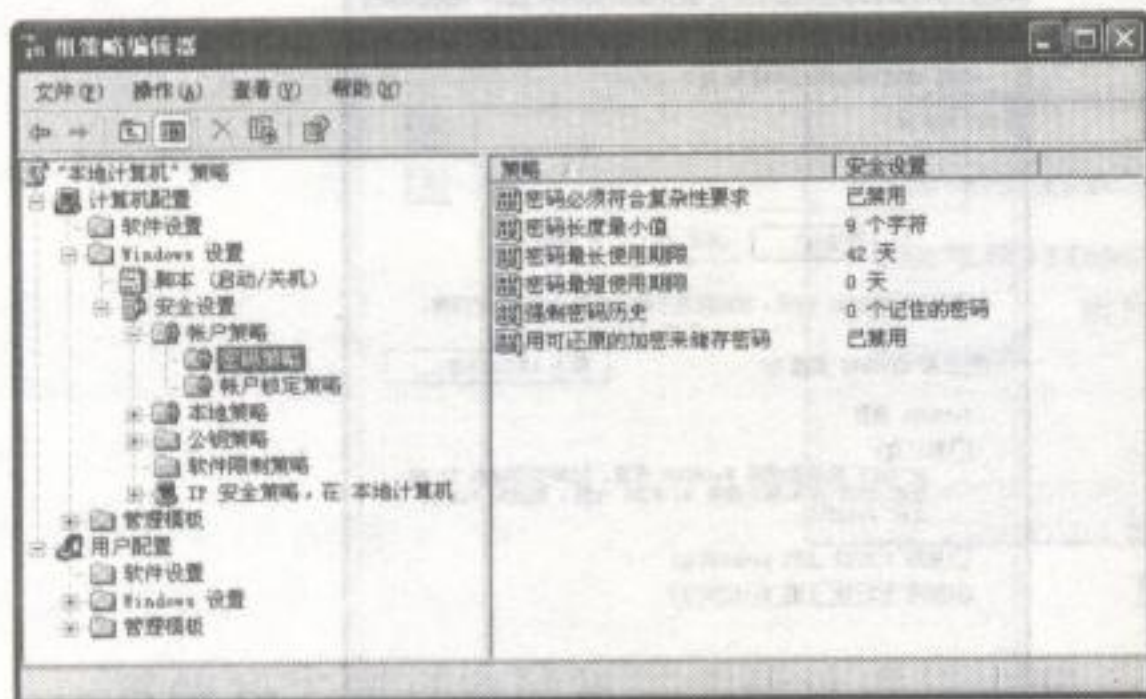 组策略编辑器
文件(F) 操作(A) 查看(V) 帮助(H)
"本地计算机" 策略
计算机配置
软件设置
Windows 设置
脚本 (启动/关机)
安全设置
帐户策略
密码策略
帐户锁定策略
本地策略
公钥策略
软件限制策略
IP 安全策略，在 本地计算机
管理模板
用户配置
软件设置
Windows 设置
管理模板
策略 安全设置
密码必须符合复杂性要求 已禁用
密码长度最小值 9 个字符
密码最长使用期限 42 天
密码最短使用期限 0 天
强制密码历史 0 个记住的密码
用可还原的加密来储存密码 已禁用